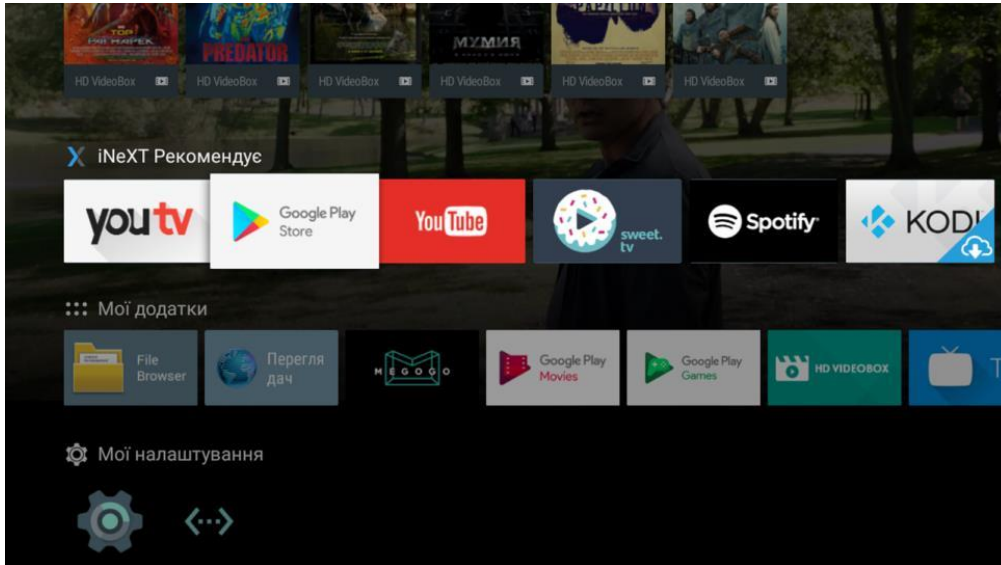 TOP
PREDATOR
МУМИЯ
HD VideoBox
HD VideoBox
HD VideoBox
HD VideoBox
HD VideoBox
HD VideoBox
iNeXT Рекомендує
youtv
Google Play
Store
YouTube
sweet.
tv
Spotify
KODI
Мої додатки
File
Browser
Перегля
дач
MEGOGO
Google Play
Movies
Google Play
Games
HD VIDEOBOX
Мої налаштування